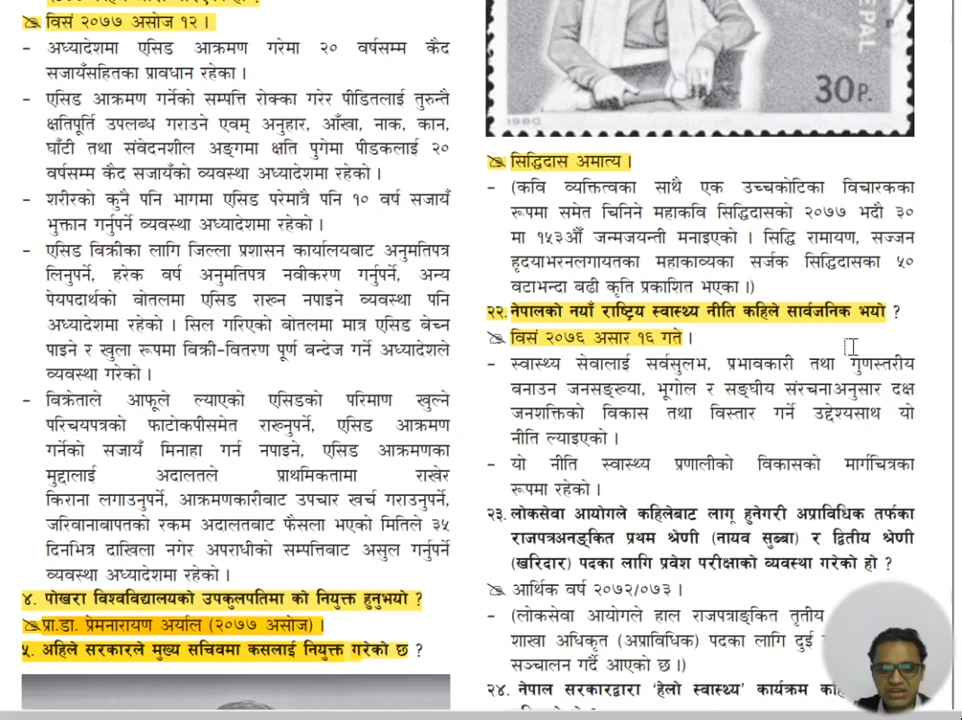 विसं २०७७ असोज १२ ।
– अध्यादेशमा एसिड आक्रमण गरेमा २० वर्षसम्म कैद
सजायँसहितका प्रावधान रहेका ।
– एसिड आक्रमण गर्नेको सम्पत्ति रोक्का गरेर पीडितलाई तुरुन्तै
क्षतिपूर्ति उपलब्ध गराउने एवम् अनुहार, आँखा, नाक, कान,
घाँटी तथा संवेदनशील अङ्गमा क्षति पुगेमा पीडकलाई २०
वर्षसम्म कैद सजायँको व्यवस्था अध्यादेशमा रहेको ।
– शरीरको कुनै पनि भागमा एसिड परेमात्रै पनि १० वर्ष सजायँ
भुक्तान गर्नुपर्ने व्यवस्था अध्यादेशमा रहेको ।
– एसिड बिक्रीका लागि जिल्ला प्रशासन कार्यालयबाट अनुमतिपत्र
लिनुपर्ने, हरेक वर्ष अनुमतिपत्र नवीकरण गर्नुपर्ने, अन्य
पेयपदार्थको बोतलमा एसिड राख्न नपाइने व्यवस्था पनि
अध्यादेशमा रहेको । सिल गरिएको बोतलमा मात्र एसिड बेच्न
पाइने र खुला रूपमा बिक्री-वितरण पूर्ण बन्देज गर्ने अध्यादेशले
व्यवस्था गरेको ।
– बिक्रेताले आफूले ल्याएको एसिडको परिमाण खुल्ने
परिचयपत्रको फाटोकपीसमेत राख्नुपर्ने, एसिड आक्रमण
गर्नेको सजायँ मिनाहा गर्न नपाइने, एसिड आक्रमणका
मुद्दालाई अदालतले प्राथमिकतामा राखेर
किराना लगाउनुपर्ने, आक्रमणकारीबाट उपचार खर्च गराउनुपर्ने,
जरिवानाबापतको रकम अदालतबाट फैसला भएको मितिले ३५
दिनभित्र दाखिला नगरे अपराधीको सम्पत्तिबाट असुल गर्नुपर्ने
व्यवस्था अध्यादेशमा रहेको ।
४. पोखरा विश्वविद्यालयको उपकुलपतिमा को नियुक्त हुनुभयो ?
प्रा.डा. प्रेमनारायण अर्याल (२०७७ असोज) ।
५. अहिले सरकारले मुख्य सचिवमा कसलाई नियुक्त गरेको छ ?
NEPAL
30P.
1980
सिद्धिदास अमात्य ।
– (कवि व्यक्तित्वका साथै एक उच्चकोटिका विचारकका
रूपमा समेत चिनिने महाकवि सिद्धिदासको २०७७ भदौ ३०
मा १५३औँ जन्मजयन्ती मनाइएको । सिद्धि रामायण, सज्जन
हृदयाभरनलगायतका महाकाव्यका सर्जक सिद्धिदासका ५०
वटाभन्दा बढी कृति प्रकाशित भएका ।)
२२. नेपालको नयाँ राष्ट्रिय स्वास्थ्य नीति कहिले सार्वजनिक भयो ?
विसं २०७६ असार १६ गते ।
– स्वास्थ्य सेवालाई सर्वसुलभ, प्रभावकारी तथा गुणस्तरीय
बनाउन जनसङ्ख्या, भूगोल र सङ्घीय संरचनाअनुसार दक्ष
जनशक्तिको विकास तथा विस्तार गर्ने उद्देश्यसाथ यो
नीति ल्याइएको ।
– यो नीति स्वास्थ्य प्रणालीको विकासको मार्गचित्रका
रूपमा रहेको ।
२३. लोकसेवा आयोगले कहिलेबाट लागू हुनेगरी अप्राविधिक तर्फका
राजपत्रअनङ्कित प्रथम श्रेणी (नायव सुब्बा) र द्वितीय श्रेणी
(खरिदार) पदका लागि प्रवेश परीक्षाको व्यवस्था गरेको हो ?
आर्थिक वर्ष २०७२/०७३ ।
– (लोकसेवा आयोगले हाल राजपत्राङ्कित तृतीय
शाखा अधिकृत (अप्राविधिक) पदका लागि दुई
सञ्चालन गर्दै आएको छ ।)
२४. नेपाल सरकारद्वारा 'हेलो स्वास्थ्य' कार्यक्रम